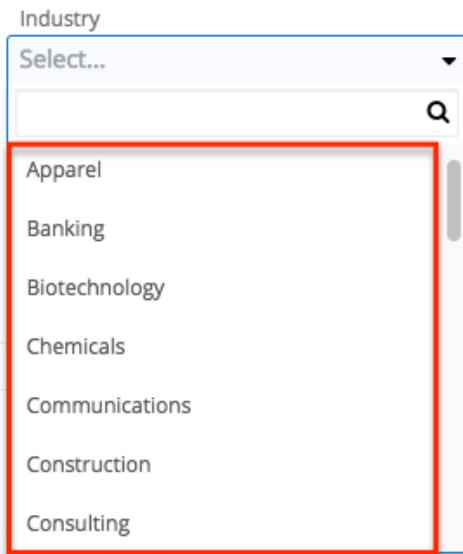 Industry
Select...
Apparel
Banking
Biotechnology
Chemicals
Communications
Construction
Consulting